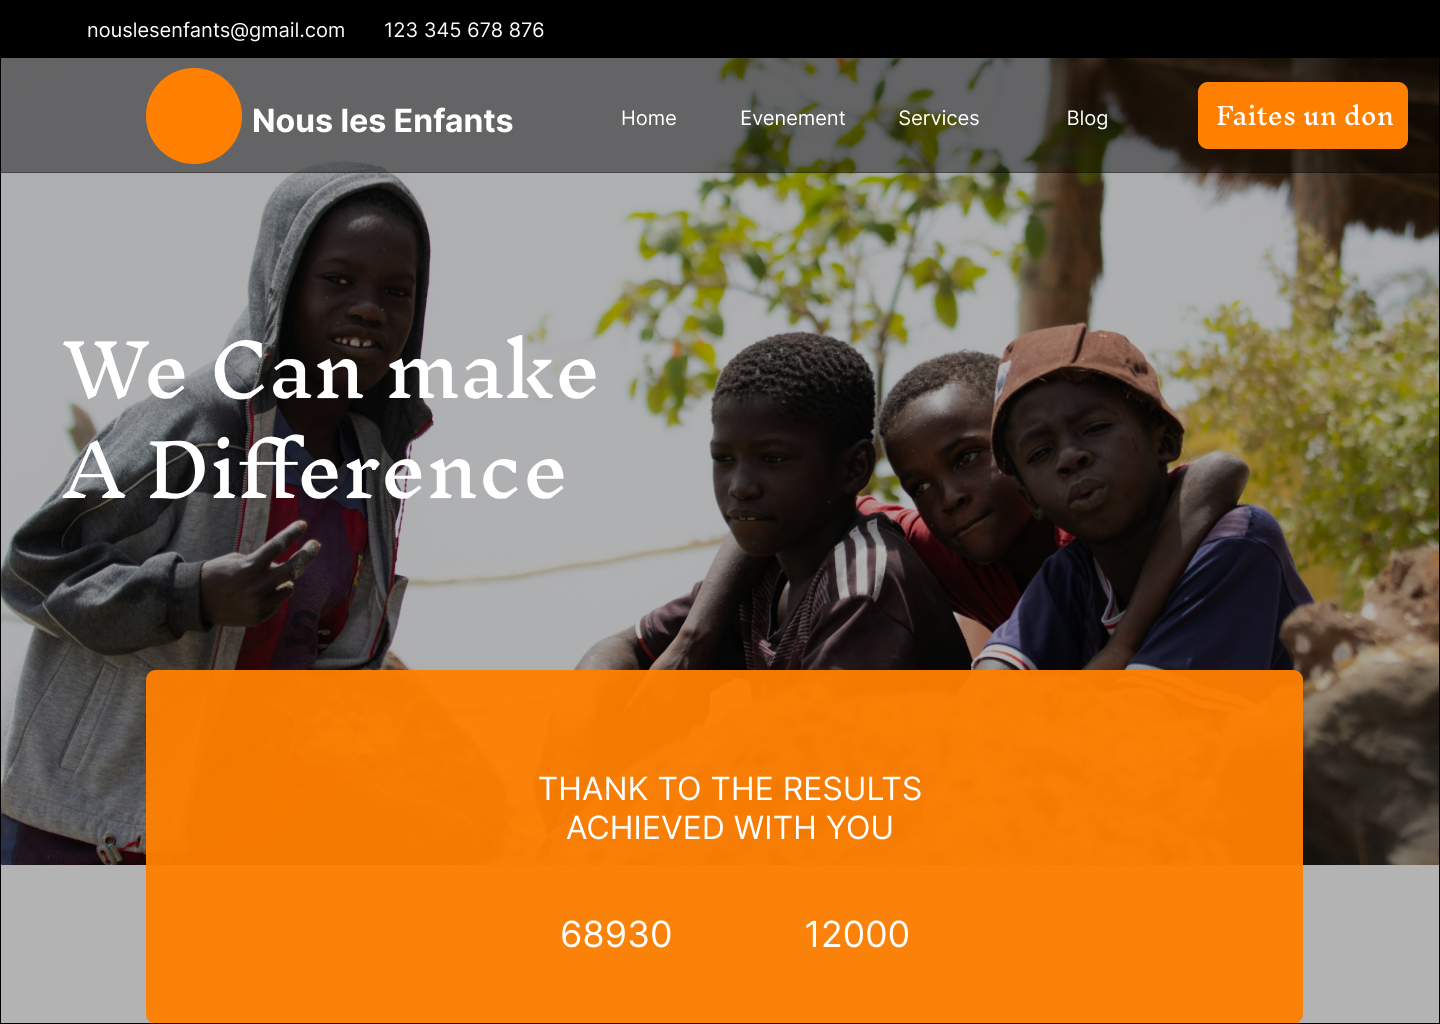 nouslesenfants@gmail.com 123 345 678 876
Nous les Enfants Home Evenement Services Blog Faites un don
We Can make
A Difference
THANK TO THE RESULTS
ACHIEVED WITH YOU
68930 12000